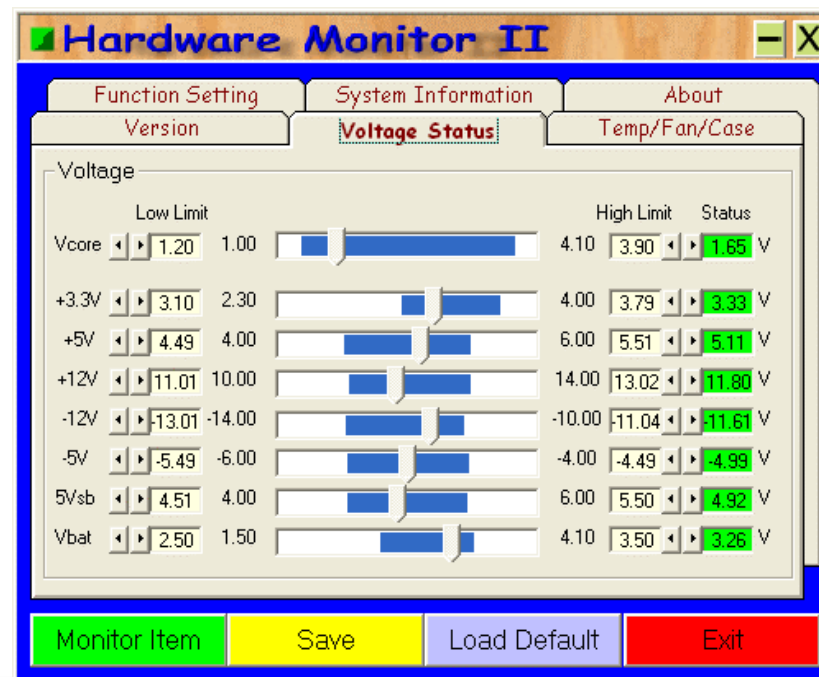 Hardware Monitor II
Function Setting System Information About
Version Voltage Status Temp/Fan/Case
Voltage
Low Limit High Limit Status
Vcore 1.20 1.00 4.10 3.90 1.65 V
+3.3V 3.10 2.30 4.00 3.79 3.33 V
+5V 4.49 4.00 6.00 5.51 5.11 V
+12V 11.01 10.00 14.00 13.02 11.80 V
-12V -13.01 -14.00 -10.00 -11.04 -11.61 V
-5V -5.49 -6.00 -4.00 -4.49 -4.99 V
5Vsb 4.51 4.00 6.00 5.50 4.92 V
Vbat 2.50 1.50 4.10 3.50 3.26 V
Monitor Item Save Load Default Exit